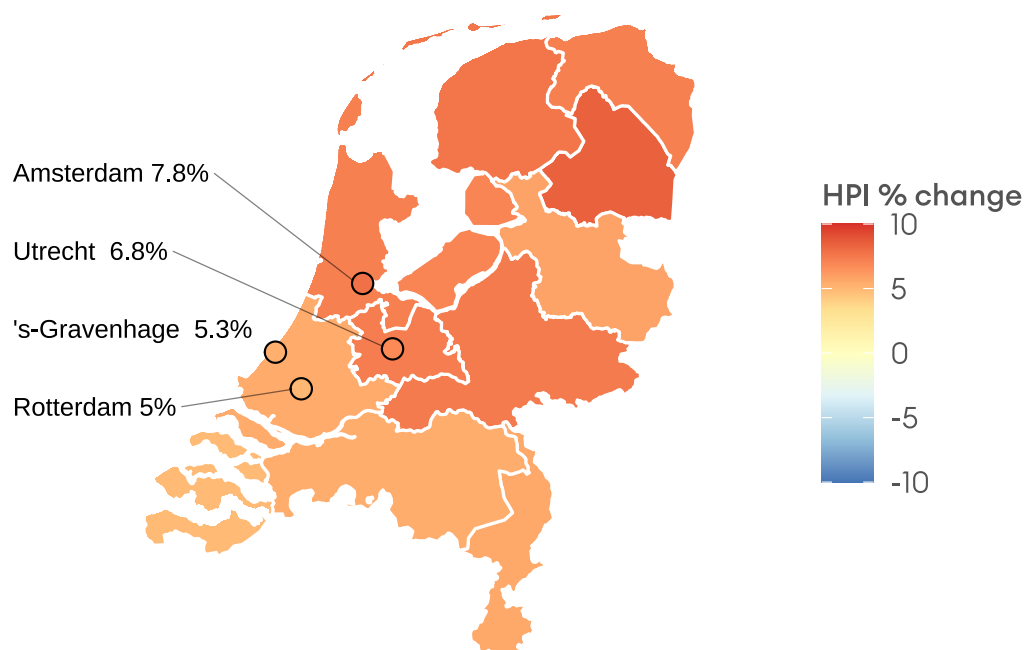 Amsterdam 7.8%
Utrecht 6.8%
's-Gravenhage 5.3%
Rotterdam 5%
HPI % change
10
5
0
-5
-10